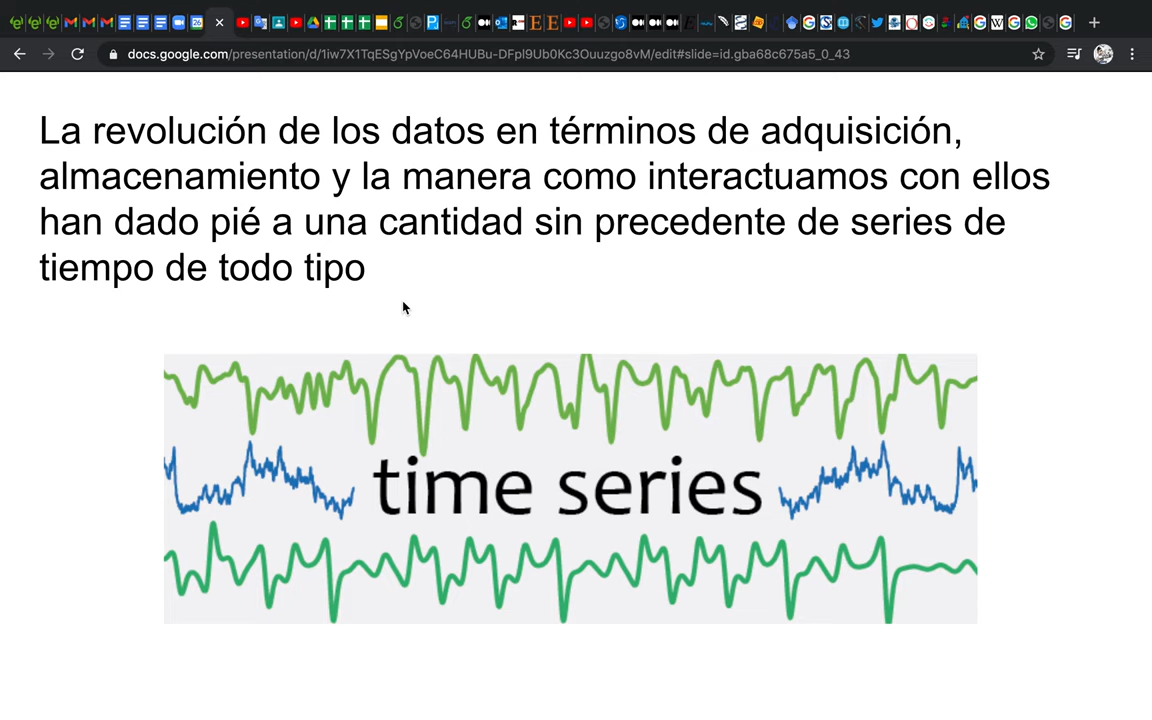 docs.google.com/presentation/d/1iw7X1TqESgYpVoeC64HUBu-DFpl9Ub0Kc3Ouuzgo8vM/edit#slide=id.gba68c675a5_0_43
La revolución de los datos en términos de adquisición,
almacenamiento y la manera como interactuamos con ellos
han dado pié a una cantidad sin precedente de series de
tiempo de todo tipo
time series